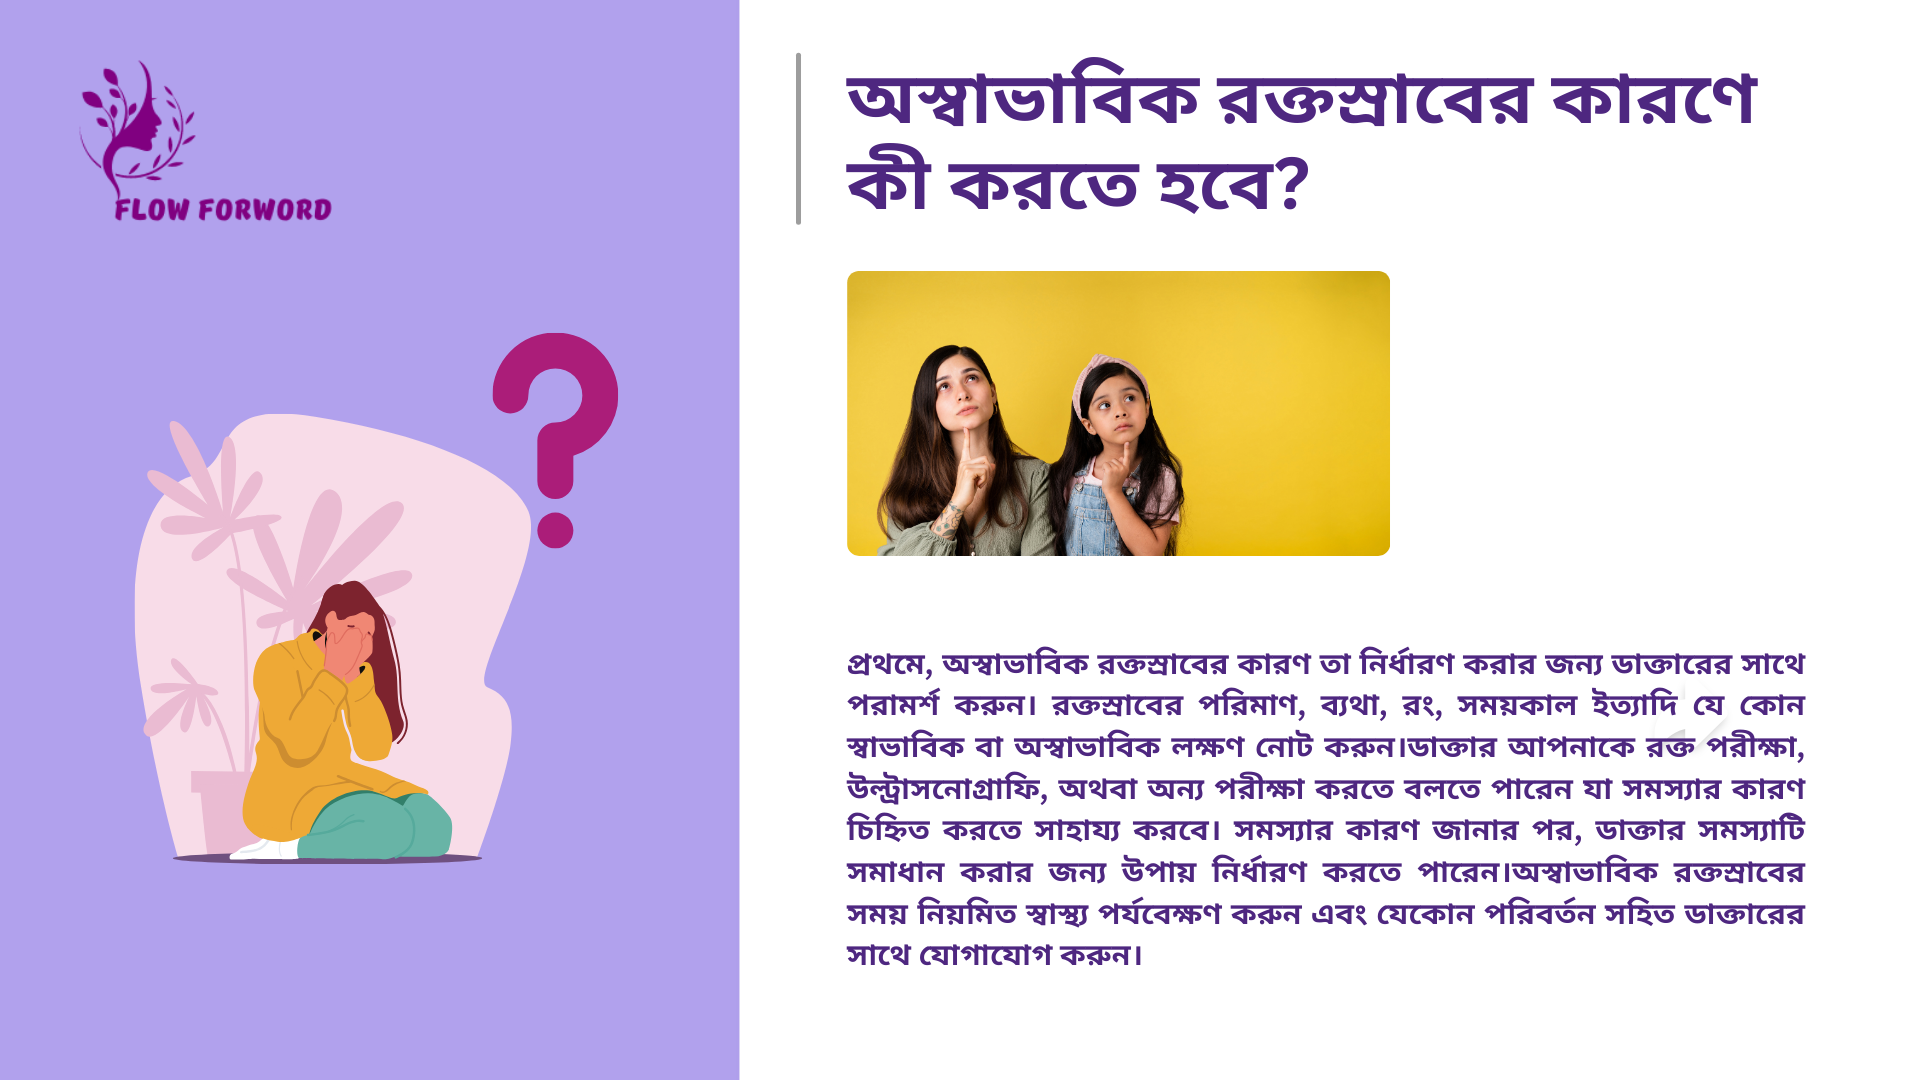 FLOW FORWORD
অস্বাভাবিক রক্তস্রাবের কারণে
কী করতে হবে?
প্রথমে, অস্বাভাবিক রক্তস্রাবের কারণ তা নির্ধারণ করার জন্য ডাক্তারের সাথে
পরামর্শ করুন। রক্তস্রাবের পরিমাণ, ব্যথা, রং, সময়কাল ইত্যাদি যে কোন
স্বাভাবিক বা অস্বাভাবিক লক্ষণ নোট করুন।ডাক্তার আপনাকে রক্ত পরীক্ষা,
উল্ট্রাসনোগ্রাফি, অথবা অন্য পরীক্ষা করতে বলতে পারেন যা সমস্যার কারণ
চিহ্নিত করতে সাহায্য করবে। সমস্যার কারণ জানার পর, ডাক্তার সমস্যাটি
সমাধান করার জন্য উপায় নির্ধারণ করতে পারেন।অস্বাভাবিক রক্তস্রাবের
সময় নিয়মিত স্বাস্থ্য পর্যবেক্ষণ করুন এবং যেকোন পরিবর্তন সহিত ডাক্তারের
সাথে যোগাযোগ করুন।